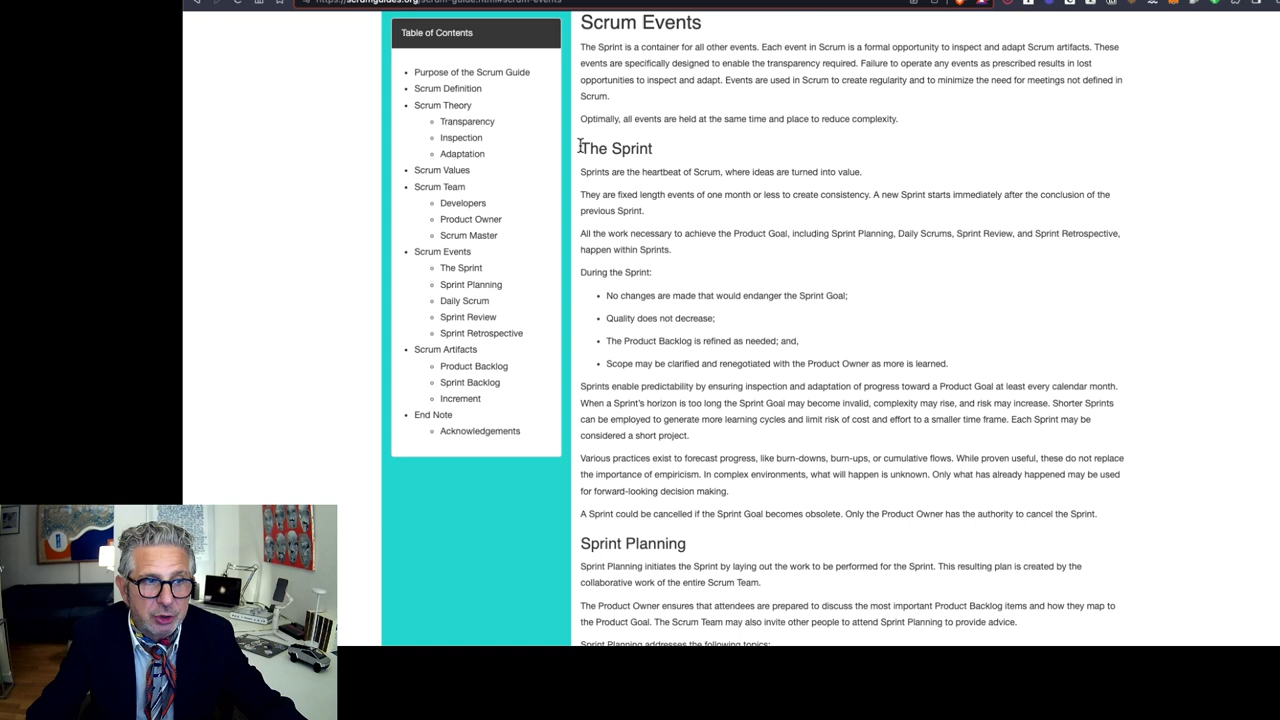 https://scrumguides.org/scrum-guide.html#scrum-events
Table of Contents
Purpose of the Scrum Guide
Scrum Definition
Scrum Theory
Transparency
Inspection
Adaptation
Scrum Values
Scrum Team
Developers
Product Owner
Scrum Master
Scrum Events
The Sprint
Sprint Planning
Daily Scrum
Sprint Review
Sprint Retrospective
Scrum Artifacts
Product Backlog
Sprint Backlog
Increment
End Note
Acknowledgements
Scrum Events
The Sprint is a container for all other events. Each event in Scrum is a formal opportunity to inspect and adapt Scrum artifacts. These
events are specifically designed to enable the transparency required. Failure to operate any events as prescribed results in lost
opportunities to inspect and adapt. Events are used in Scrum to create regularity and to minimize the need for meetings not defined in
Scrum.
Optimally, all events are held at the same time and place to reduce complexity.
The Sprint
Sprints are the heartbeat of Scrum, where ideas are turned into value.
They are fixed length events of one month or less to create consistency. A new Sprint starts immediately after the conclusion of the
previous Sprint.
All the work necessary to achieve the Product Goal, including Sprint Planning, Daily Scrums, Sprint Review, and Sprint Retrospective,
happen within Sprints.
During the Sprint:
No changes are made that would endanger the Sprint Goal;
Quality does not decrease;
The Product Backlog is refined as needed; and,
Scope may be clarified and renegotiated with the Product Owner as more is learned.
Sprints enable predictability by ensuring inspection and adaptation of progress toward a Product Goal at least every calendar month.
When a Sprint's horizon is too long the Sprint Goal may become invalid, complexity may rise, and risk may increase. Shorter Sprints
can be employed to generate more learning cycles and limit risk of cost and effort to a smaller time frame. Each Sprint may be
considered a short project.
Various practices exist to forecast progress, like burn-downs, burn-ups, or cumulative flows. While proven useful, these do not replace
the importance of empiricism. In complex environments, what will happen is unknown. Only what has already happened may be used
for forward-looking decision making.
A Sprint could be cancelled if the Sprint Goal becomes obsolete. Only the Product Owner has the authority to cancel the Sprint.
Sprint Planning
Sprint Planning initiates the Sprint by laying out the work to be performed for the Sprint. This resulting plan is created by the
collaborative work of the entire Scrum Team.
The Product Owner ensures that attendees are prepared to discuss the most important Product Backlog items and how they map to
the Product Goal. The Scrum Team may also invite other people to attend Sprint Planning to provide advice.
Sprint Planning addresses the following topics: